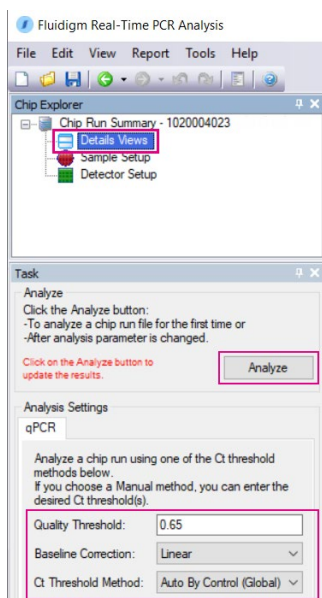 Fluidigm Real-Time PCR Analysis
File Edit View Report Tools Help
Chip Explorer
Chip Run Summary - 1020004023
Details Views
Sample Setup
Detector Setup
Task
Analyze
Click the Analyze button:
-To analyze a chip run file for the first time or
-After analysis parameter is changed.
Click on the Analyze button to
update the results.
Analyze
Analysis Settings
qPCR
Analyze a chip run using one of the Ct threshold
methods below.
If you choose a Manual method, you can enter the
desired Ct threshold(s).
Quality Threshold: 0.65
Baseline Correction: Linear
Ct Threshold Method: Auto By Control (Global)